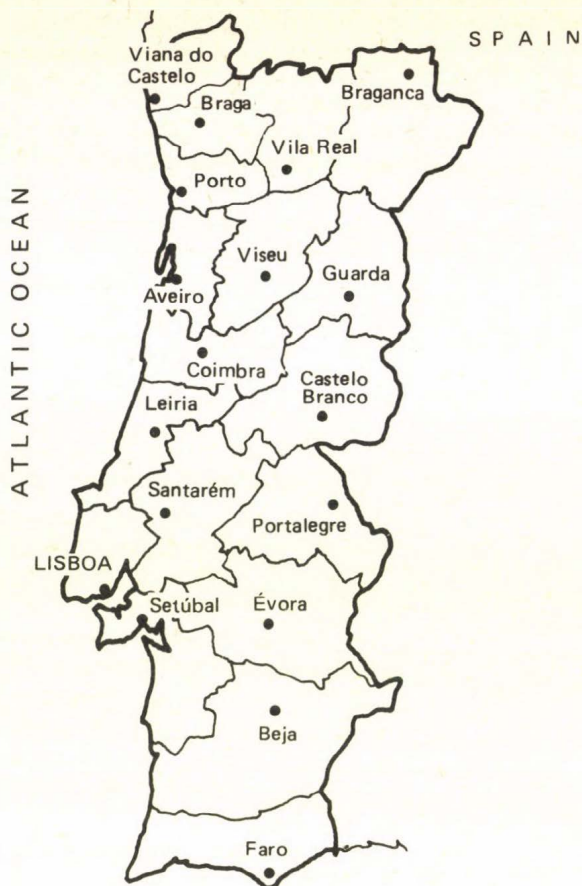 SPAIN
Viana do
Castelo
Braganca
Braga
Vila Real
Porto
ATLANTIC OCEAN
Viseu
Guarda
Aveiro
Coimbra
Castelo
Branco
Leiria
Santarém
Portalegre
LISBOA
Setúbal
Évora
Beja
Faro